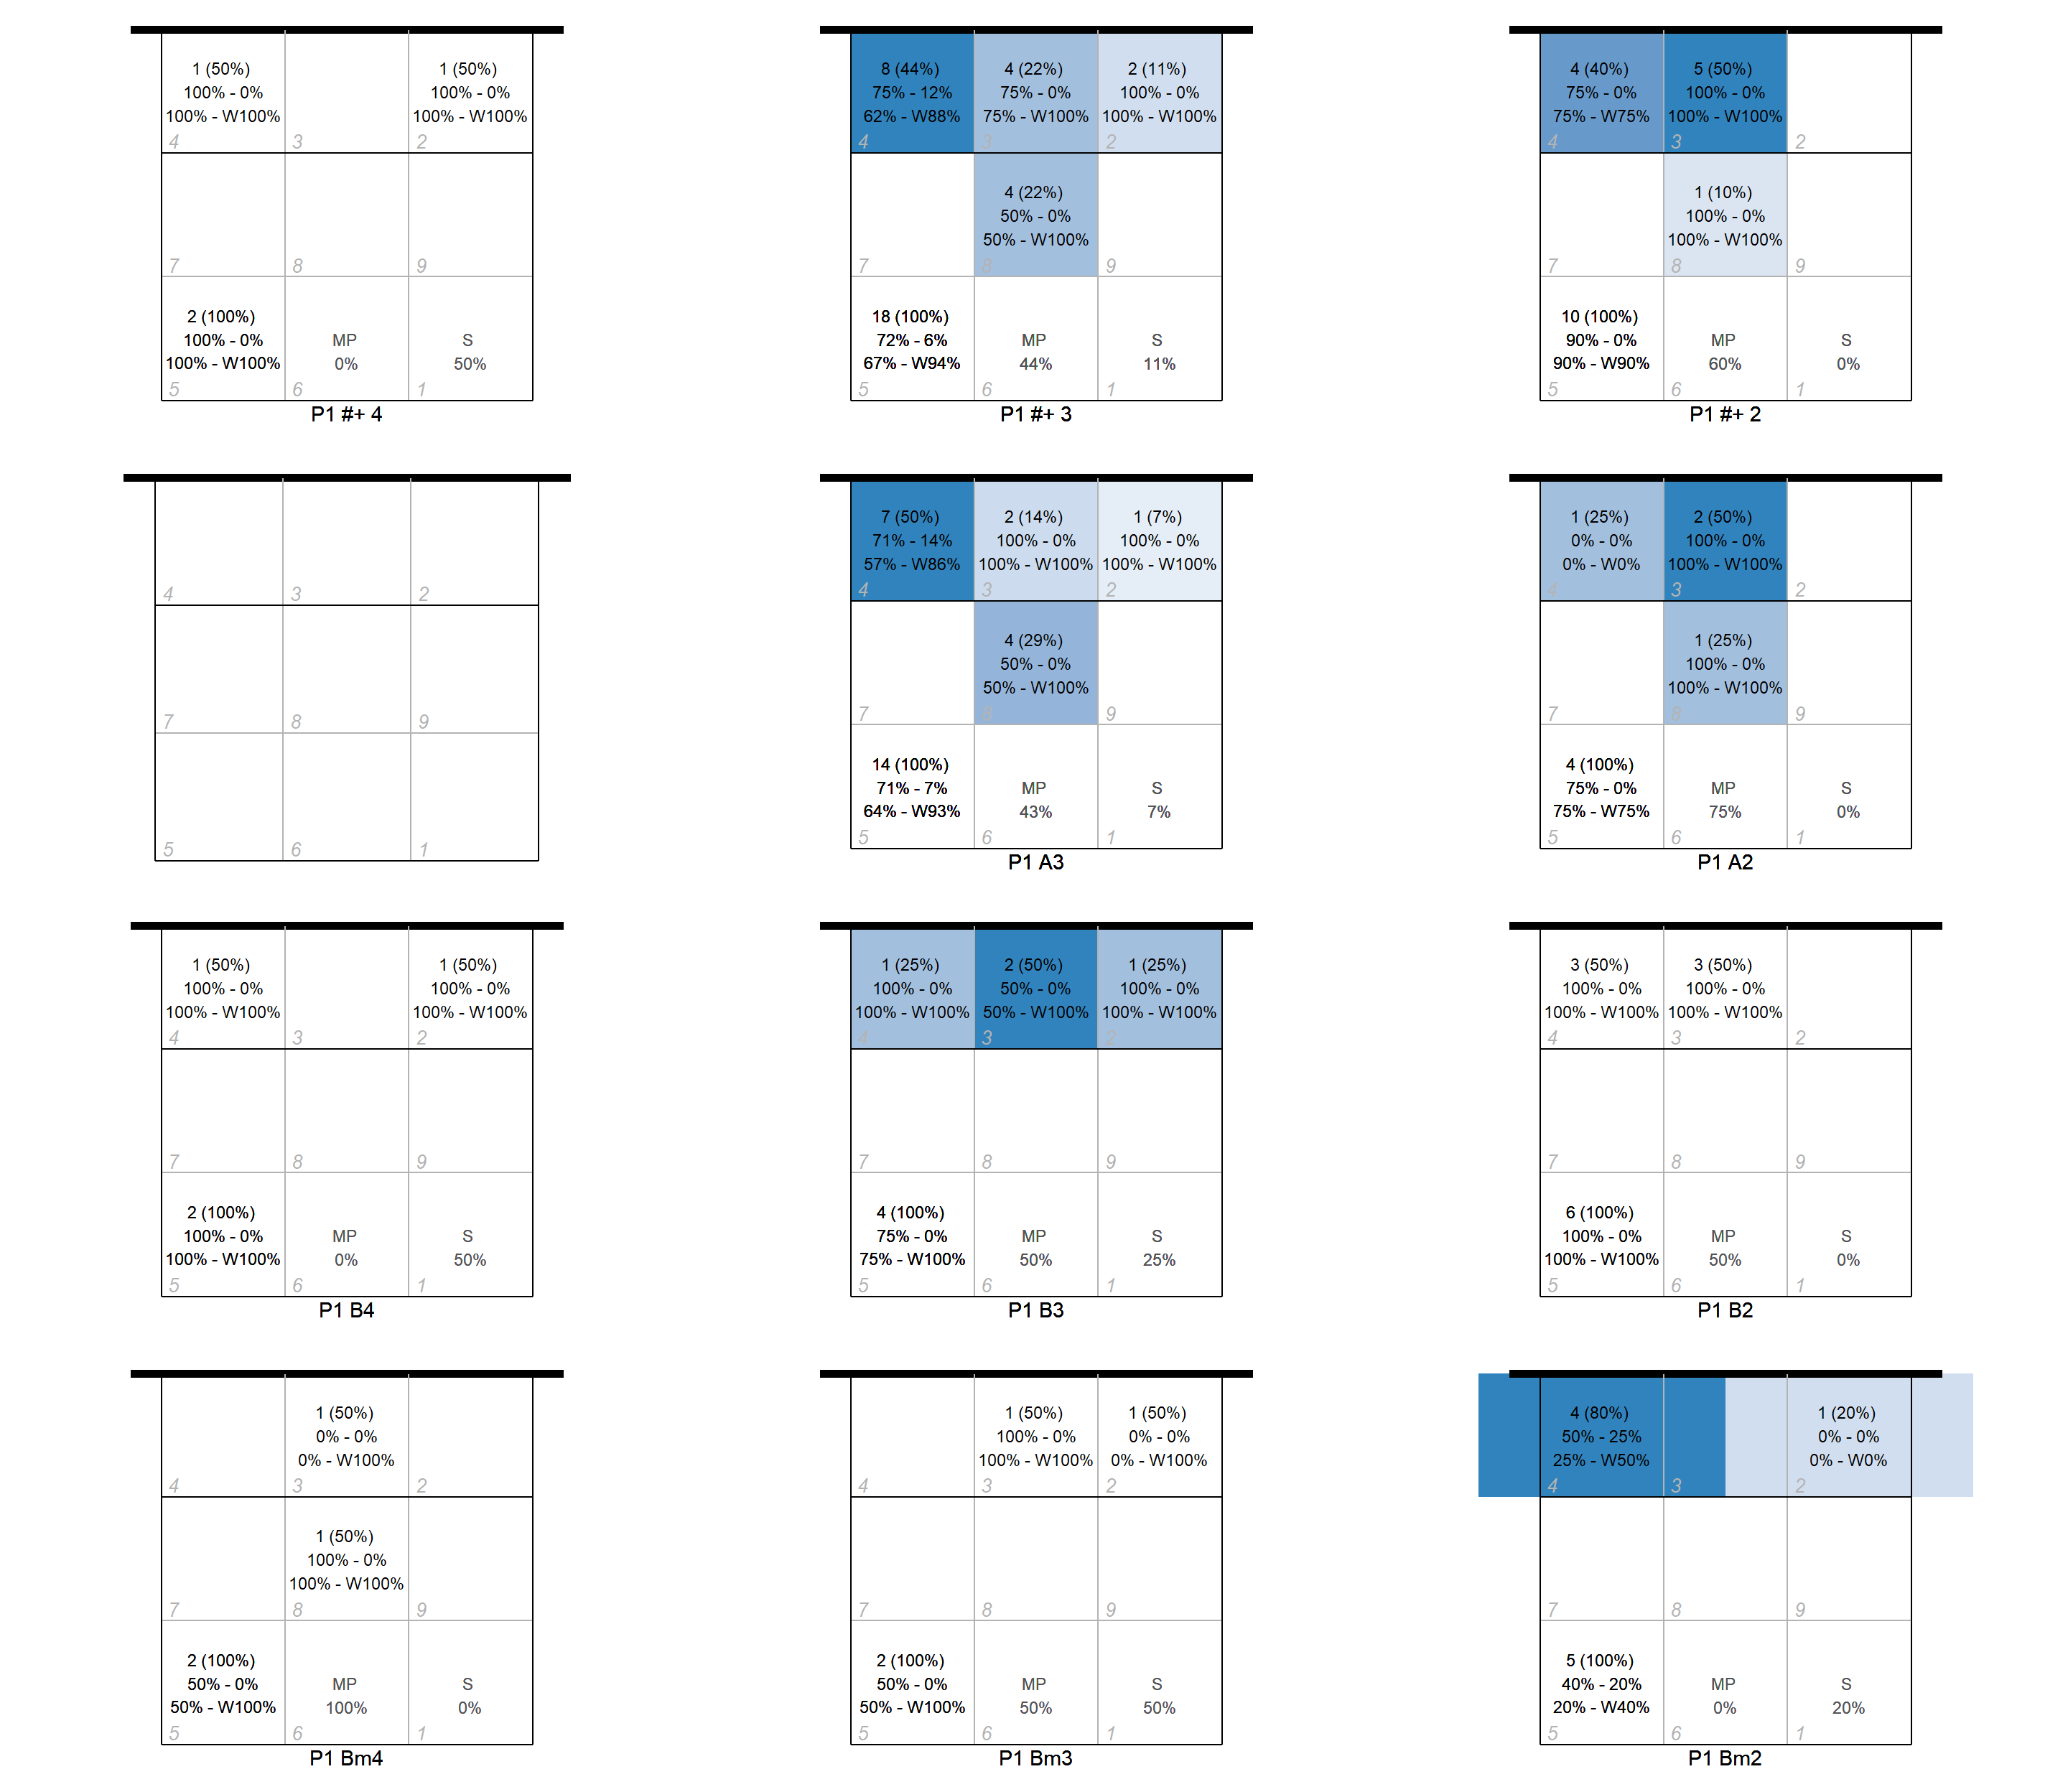 1 (50%)
100% - 0%
100% - W100%
4
3
1 (50%)
100% - 0%
100% - W100%
2
7
8
9
2 (100%)
100% - 0%
100% - W100%
5
MP
0%
6
S
50%
1
P1 #+ 4
8 (44%)
75% - 12%
62% - W88%
4
4 (22%)
75% - 0%
75% - W100%
3
2 (11%)
100% - 0%
100% - W100%
2
7
4 (22%)
50% - 0%
50% - W100%
8
9
18 (100%)
72% - 6%
67% - W94%
5
MP
44%
6
S
11%
1
P1 #+ 3
4 (40%)
75% - 0%
75% - W75%
4
5 (50%)
100% - 0%
100% - W100%
3
2
7
1 (10%)
100% - 0%
100% - W100%
8
9
10 (100%)
90% - 0%
90% - W90%
5
MP
60%
6
S
0%
1
P1 #+ 2
4
3
2
7
8
9
5
6
1
7 (50%)
71% - 14%
57% - W86%
4
2 (14%)
100% - 0%
100% - W100%
3
1 (7%)
100% - 0%
100% - W100%
2
7
4 (29%)
50% - 0%
50% - W100%
8
9
14 (100%)
71% - 7%
64% - W93%
5
MP
43%
6
S
7%
1
P1 A3
1 (25%)
0% - 0%
0% - W0%
4
2 (50%)
100% - 0%
100% - W100%
3
2
7
1 (25%)
100% - 0%
100% - W100%
8
9
4 (100%)
75% - 0%
75% - W75%
5
MP
75%
6
S
0%
1
P1 A2
1 (50%)
100% - 0%
100% - W100%
4
3
1 (50%)
100% - 0%
100% - W100%
2
7
8
9
2 (100%)
100% - 0%
100% - W100%
5
MP
0%
6
S
50%
1
P1 B4
1 (25%)
100% - 0%
100% - W100%
4
2 (50%)
50% - 0%
50% - W100%
3
1 (25%)
100% - 0%
100% - W100%
2
7
8
9
4 (100%)
75% - 0%
75% - W100%
5
MP
50%
6
S
25%
1
P1 B3
3 (50%)
100% - 0%
100% - W100%
4
3 (50%)
100% - 0%
100% - W100%
3
2
7
8
9
6 (100%)
100% - 0%
100% - W100%
5
MP
50%
6
S
0%
1
P1 B2
4
1 (50%)
0% - 0%
0% - W100%
3
2
7
1 (50%)
100% - 0%
100% - W100%
8
9
2 (100%)
50% - 0%
50% - W100%
5
MP
100%
6
S
0%
1
P1 Bm4
4
1 (50%)
100% - 0%
100% - W100%
3
1 (50%)
0% - 0%
0% - W100%
2
7
8
9
2 (100%)
50% - 0%
50% - W100%
5
MP
50%
6
S
50%
1
P1 Bm3
4 (80%)
50% - 25%
25% - W50%
4
3
1 (20%)
0% - 0%
0% - W0%
2
7
8
9
5 (100%)
40% - 20%
20% - W40%
5
MP
0%
6
S
20%
1
P1 Bm2